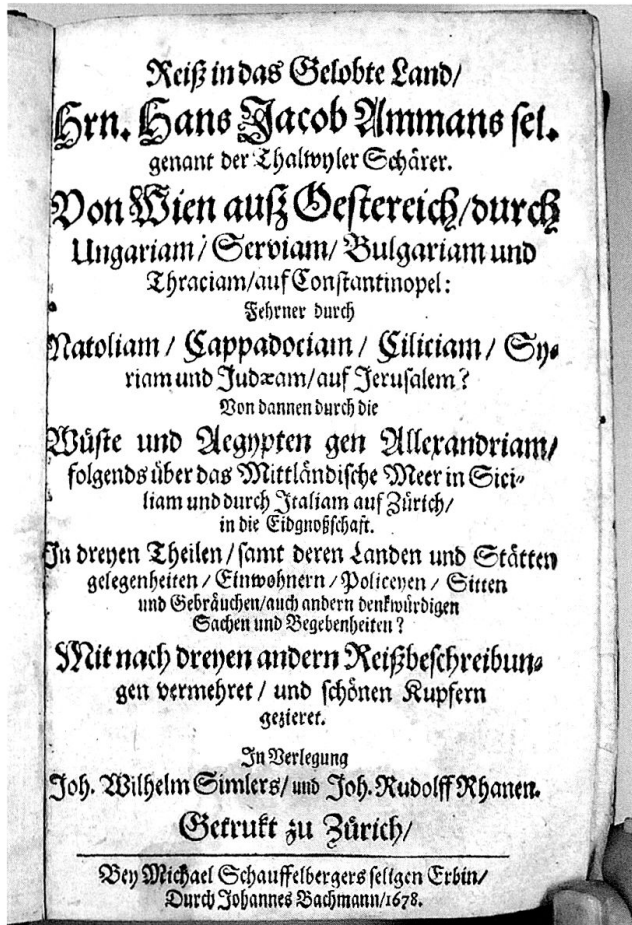 Reiß in das Gelobte Land/
Hrn. Hans Jacob Ammans sel.
genant der Thalwyler Schärer.
Von Wien auß Oestereich/durch
Ungariam/ Serviam/ Bulgariam und
Thraciam/auf Constantinopel:
Fehrner durch
Natoliam/ Cappadociam/ Ciliciam/ Sy⸗
riam und Judæam/auf Jerusalem?
Von dannen durch die
Wüste und Aegypten gen Allexandriam/
folgends über das Mittländische Meer in Sici⸗
liam und durch Italiam auf Zürich/
in die Eidgnoßschaft.
In dreyen Theilen/samt deren Landen und Stätten
gelegenheiten/Einwohnern/Policeyen/ Sitten
und Gebräuchen/auch andern denkwürdigen
Sachen und Begebenheiten?
Mit nach dreyen andern Reißbeschreibun⸗
gen vermehret/ und schönen Kupfern
gezieret.
In Verlegung
Joh. Wilhelm Simlers/und Joh. Rudolff Rhanen.
Getrukt zu Zürich/
Bey Michael Schauffelbergers seligen Erbin/
Durch Johannes Bachmann/1678.